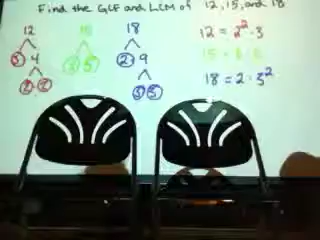 Find the GCF and LCM of 12, 15, and 18
12 15 18
12 = 2² · 3
3 4 3 5 2 9
15 = 3 · 5
2 2 3 3
18 = 2 · 3²